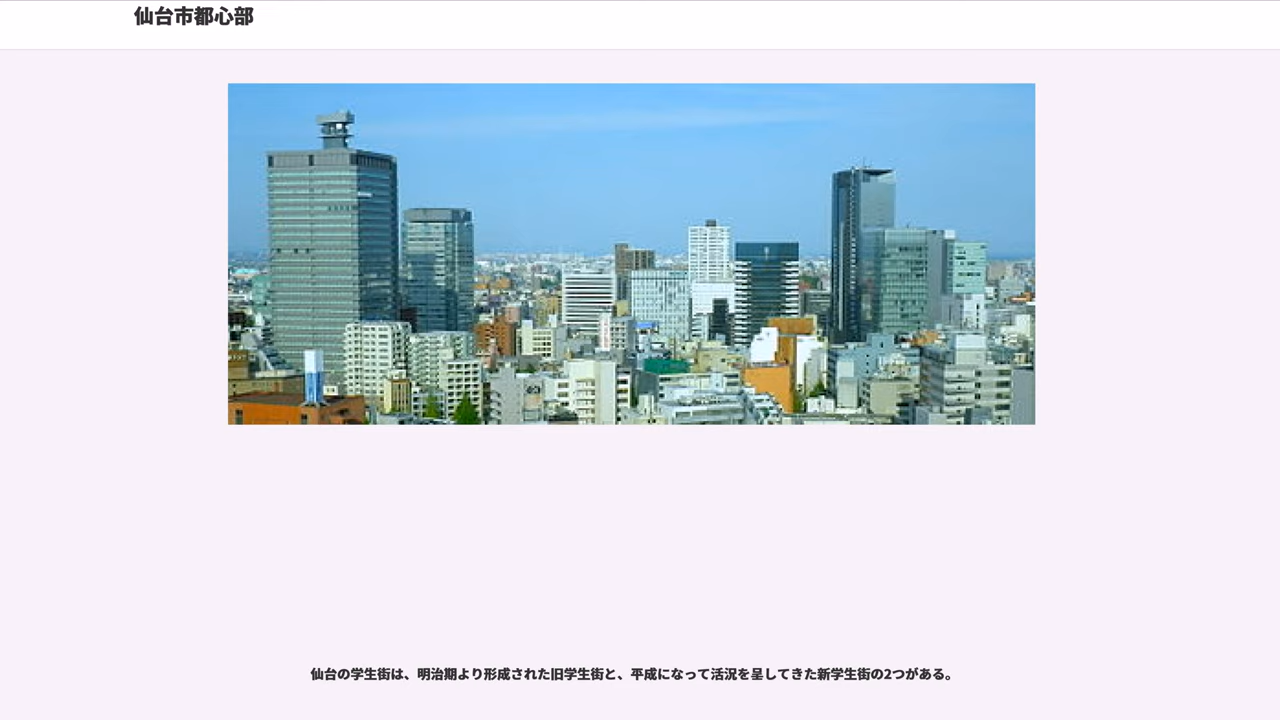 仙台市都心部
仙台の学生街は、明治期より形成された旧学生街と、平成になって活況を呈してきた新学生街の2つがある。